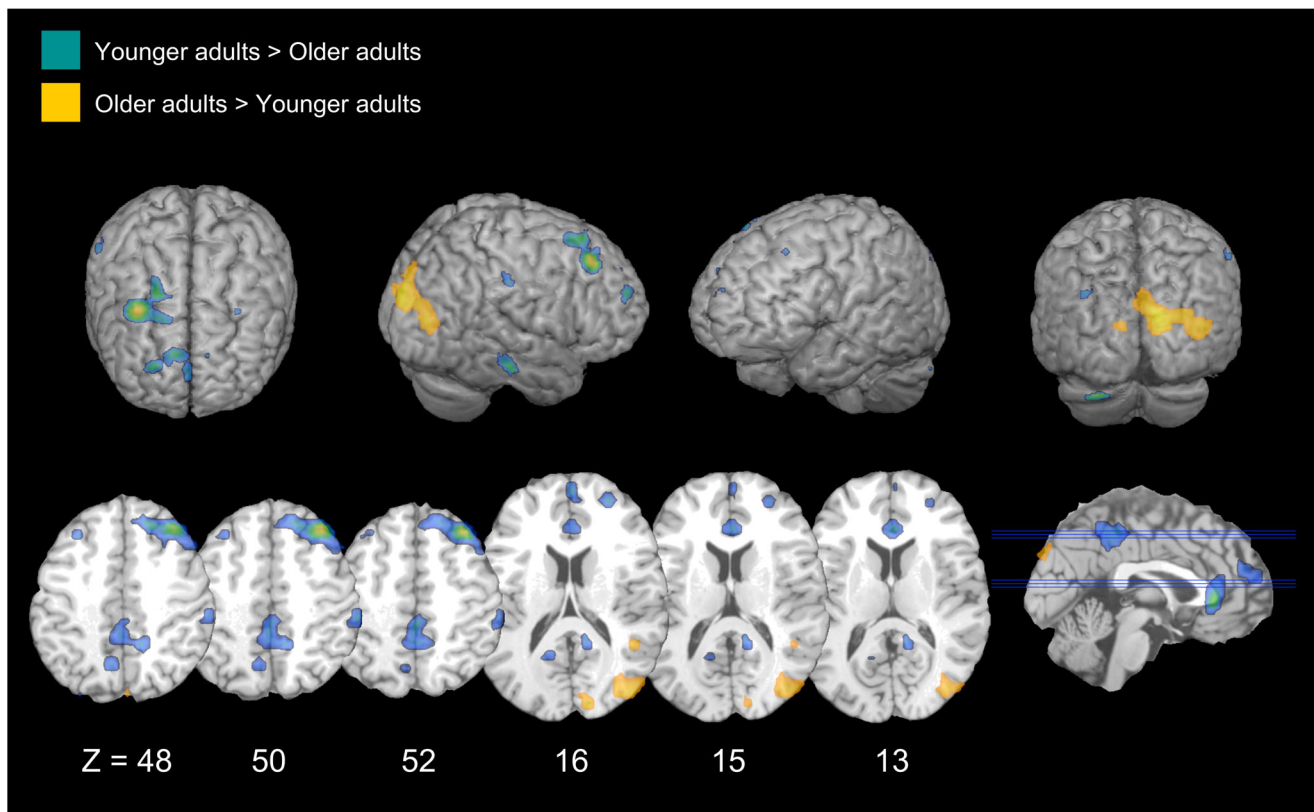 Younger adults > Older adults
Older adults > Younger adults
Z = 48 50 52 16 15 13